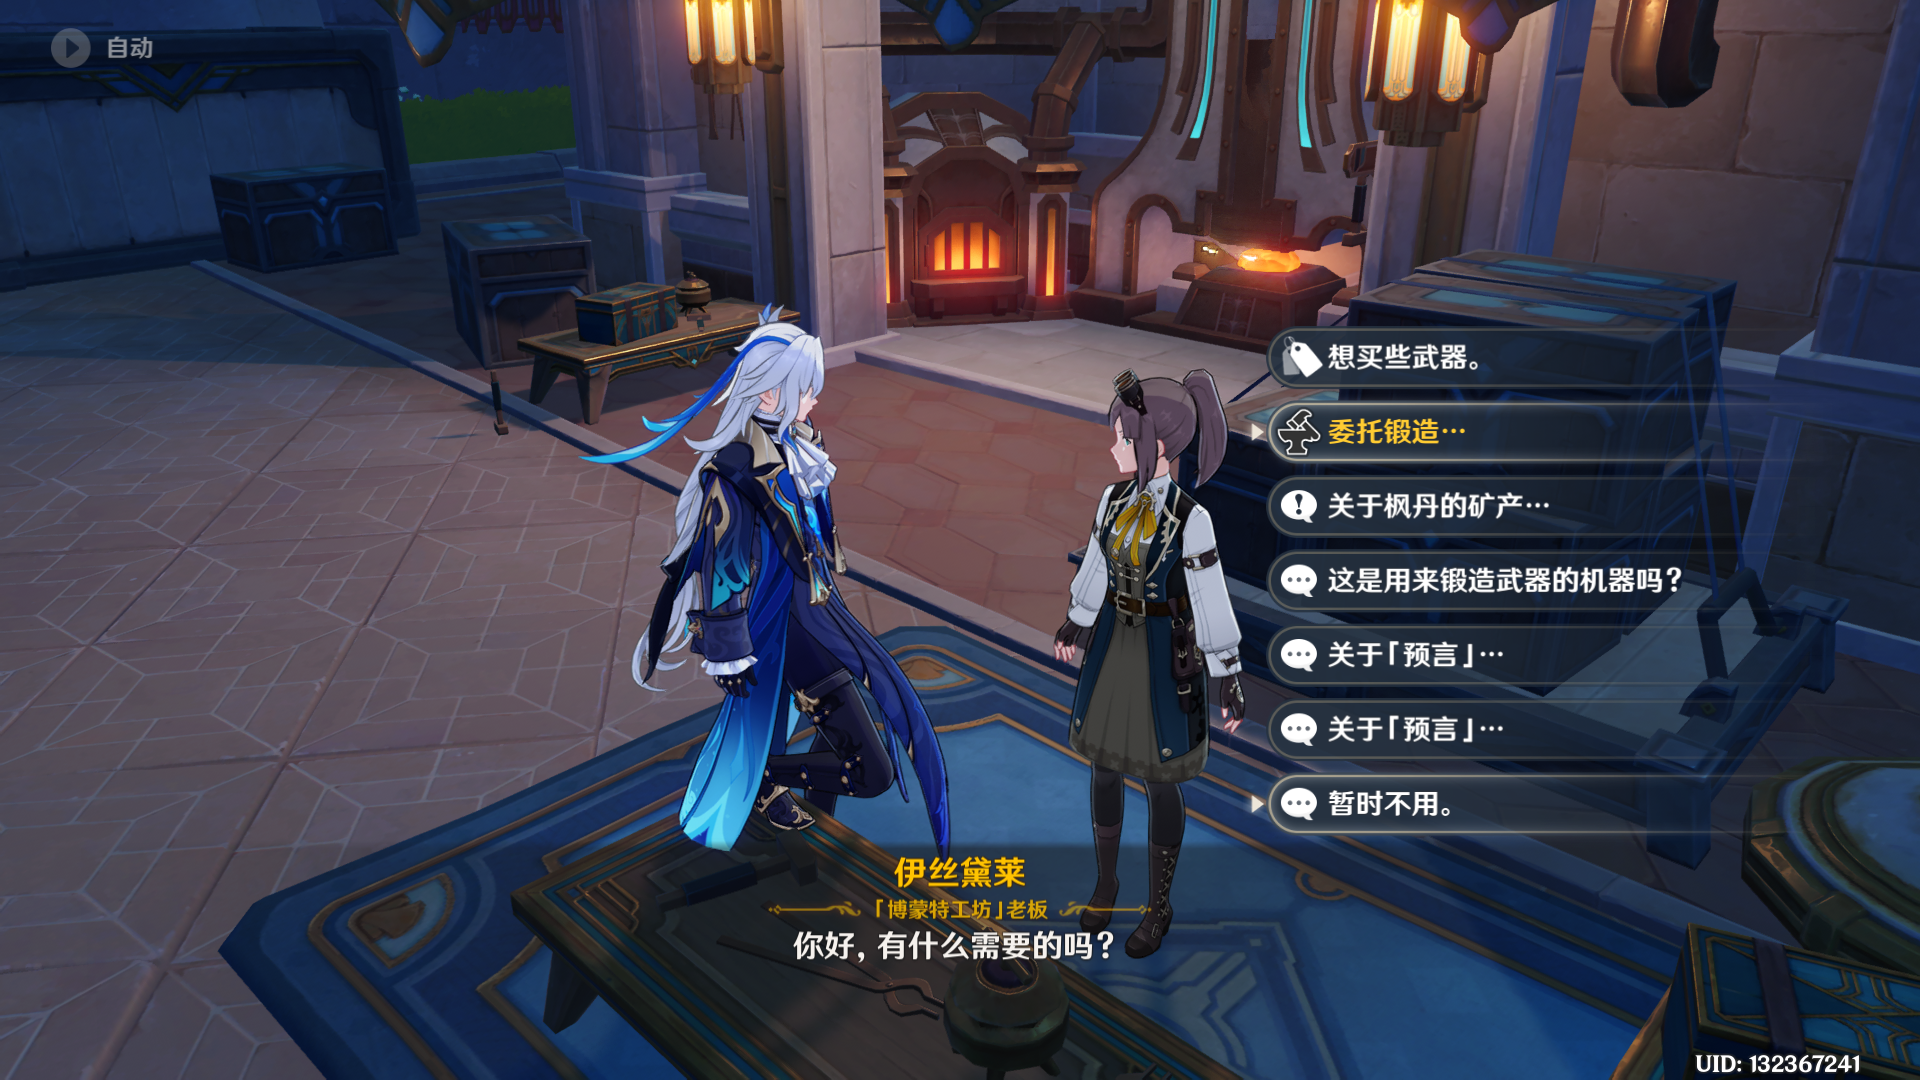 自动
想买些武器。
委托锻造…
关于枫丹的矿产…
这是用来锻造武器的机器吗？
关于「预言」…
关于「预言」…
暂时不用。
伊丝黛莱
「博蒙特工坊」老板
你好，有什么需要的吗？
UID: 132367241